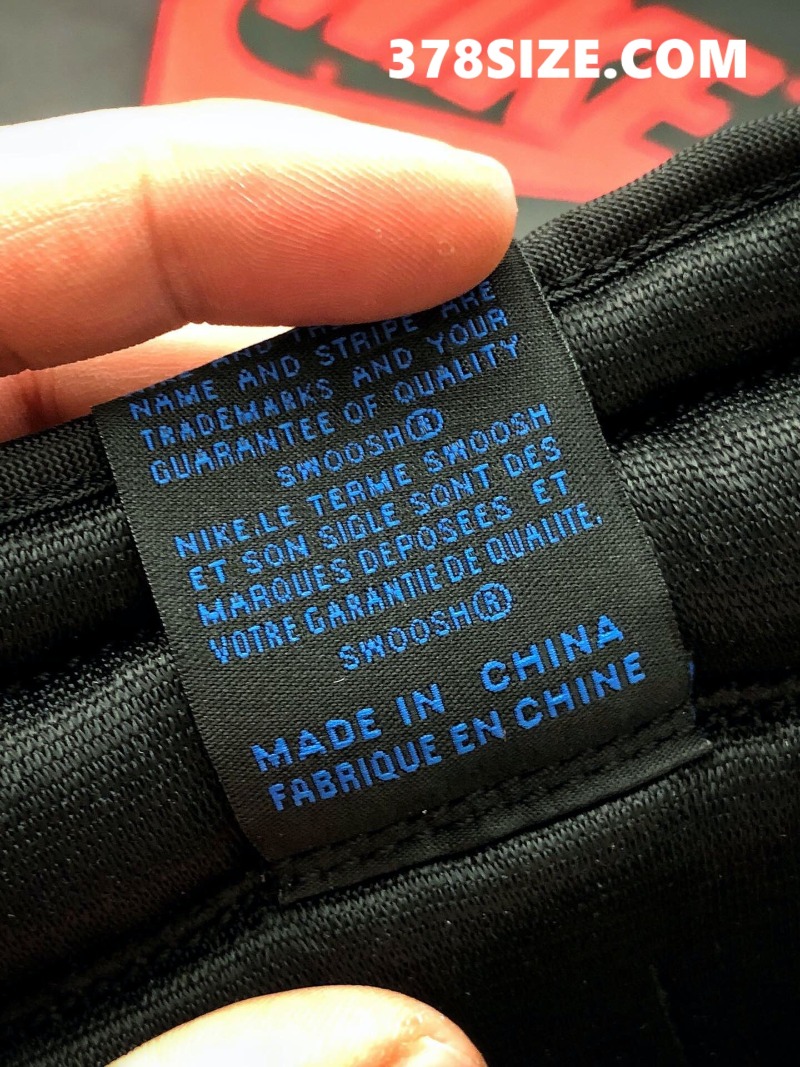 378SIZE.COM
NIKE
ARE
NAME AND STRIPE
TRADEMARKS AND YOUR
GUARANTEE OF QUALITY
SWOOSH®
NIKE.LE TERME SWOOSH
ET SON SIGLE SONT DES
MARQUES DEPOSEES ET
VOTRE GARANTIE DE QUALITE.
SWOOSH®
MADE IN CHINA
FABRIQUE EN CHINE